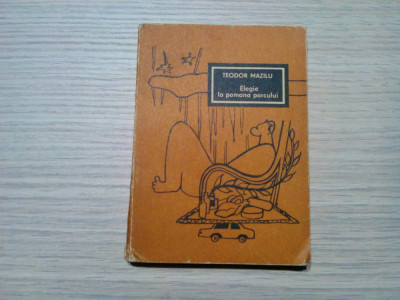 TEODOR MAZILU
Elegie
la pomana porcului